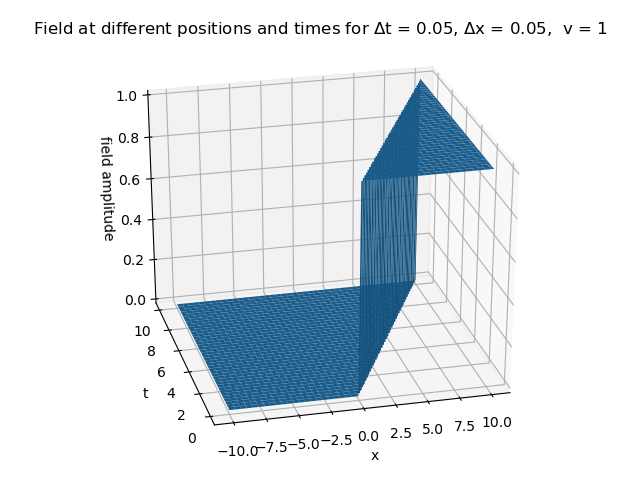 Field at different positions and times for Δt = 0.05, Δx = 0.05,  v = 1
1.0
0.8
0.6
0.4
0.2
0.0
field amplitude
10
8
6
4
2
0
t
−10.0 −7.5 −5.0 −2.5 0.0 2.5 5.0 7.5 10.0
x